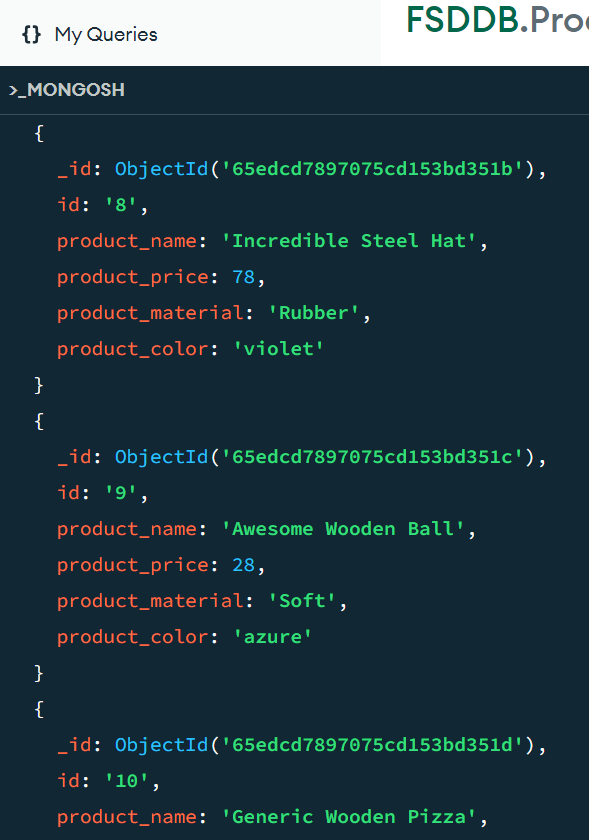 {} My Queries
FSDDB.Pro
>_MONGOSH
{
_id: ObjectId('65edcd7897075cd153bd351b'),
id: '8',
product_name: 'Incredible Steel Hat',
product_price: 78,
product_material: 'Rubber',
product_color: 'violet'
}
{
_id: ObjectId('65edcd7897075cd153bd351c'),
id: '9',
product_name: 'Awesome Wooden Ball',
product_price: 28,
product_material: 'Soft',
product_color: 'azure'
}
{
_id: ObjectId('65edcd7897075cd153bd351d'),
id: '10',
product_name: 'Generic Wooden Pizza',